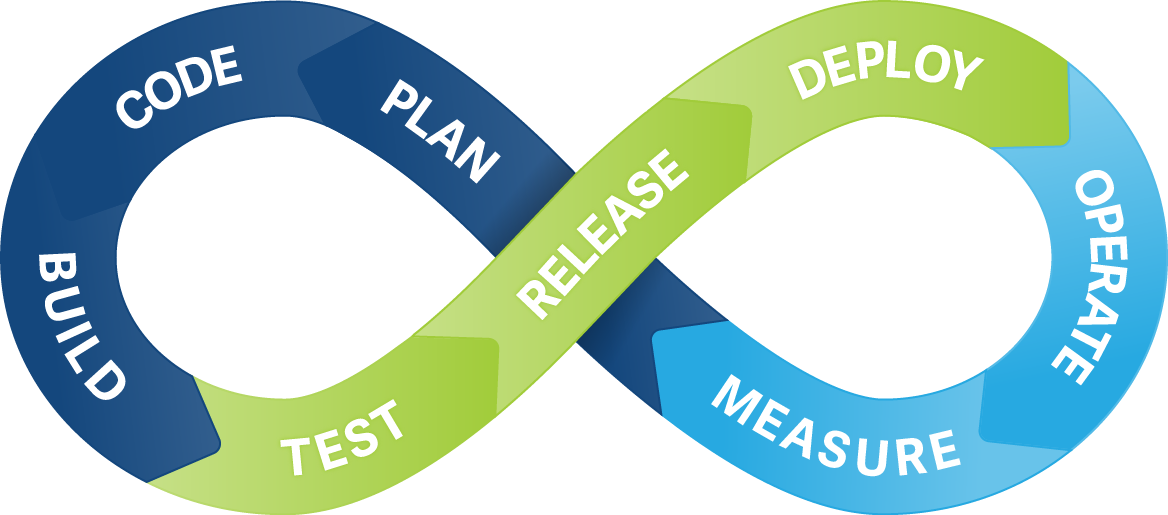 PLAN
CODE
BUILD
TEST
RELEASE
DEPLOY
OPERATE
MEASURE